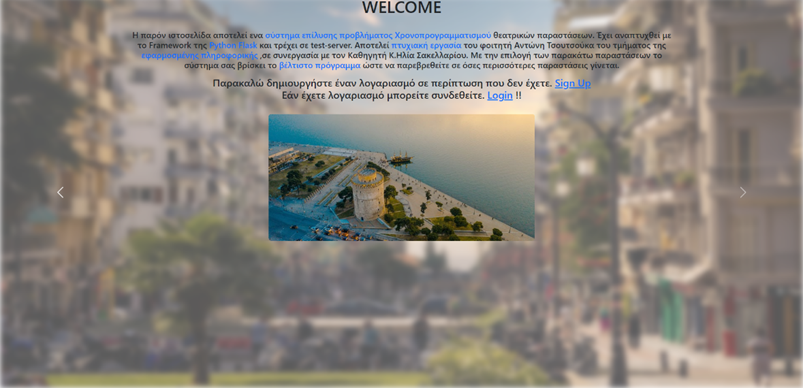 WELCOME
Η παρόν ιστοσελίδα αποτελεί ενα σύστημα επίλυσης προβλήματος Χρονοπρογραμματισμού θεατρικών παραστάσεων. Έχει αναπτυχθεί με
το Framework της Python Flask και τρέχει σε test-server. Αποτελεί πτυχιακή εργασία του φοιτητή Αντώνη Τσουτσούκα του τμήματος της
εφαρμοσμένης πληροφορικής ,σε συνεργασία με τον Καθηγητή Κ.Ηλία Σακελλαρίου. Με την επιλογή των παρακάτω παραστάσεων το
σύστημα σας βρίσκει το βέλτιστο πρόγραμμα ώστε να παρεβρεθείτε σε όσες περισσότερες παραστάσεις γίνεται.
Παρακαλώ δημιουργήστε έναν λογαριασμό σε περίπτωση που δεν έχετε. Sign Up
Εάν έχετε λογαριασμό μπορείτε συνδεθείτε. Login !!